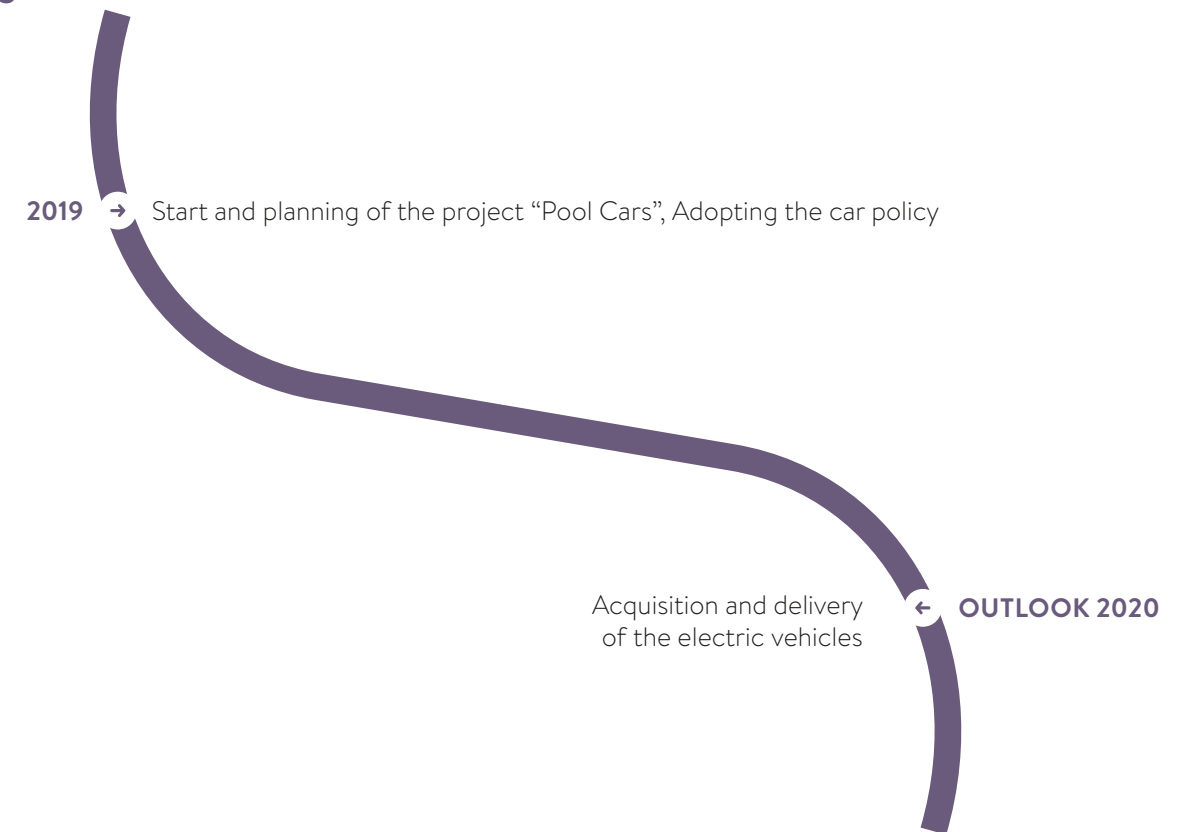 2019 Start and planning of the project “Pool Cars”, Adopting the car policy
Acquisition and delivery OUTLOOK 2020
of the electric vehicles